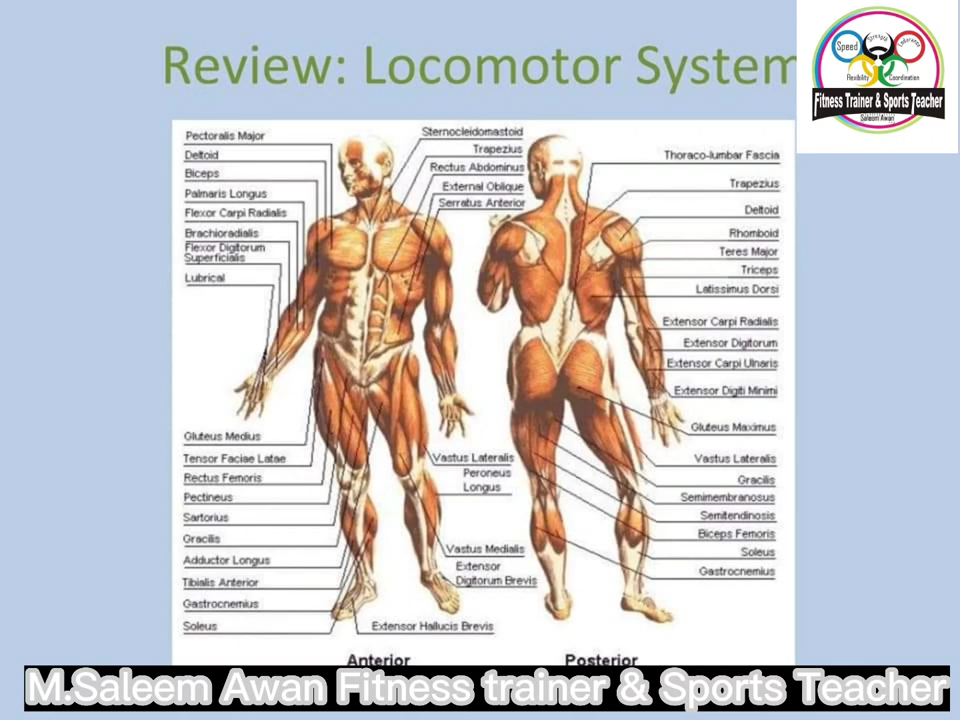 Review: Locomotor System
Speed
Strength
Endurance
Flexibility
Coordination
Fitness Trainer & Sports Teacher
Saleem Awan
Pectoralis Major
Deltoid
Biceps
Palmaris Longus
Flexor Carpi Radialis
Brachioradialis
Flexor Digitorum
Superficialis
Lubrical
Sternocleidomastoid
Trapezius
Rectus Abdominus
External Oblique
Serratus Anterior
Thoraco-lumbar Fascia
Trapezius
Deltoid
Rhomboid
Teres Major
Triceps
Latissimus Dorsi
Extensor Carpi Radialis
Extensor Digitorum
Extensor Carpi Ulnaris
Extensor Digiti Minimi
Gluteus Maximus
Gluteus Medius
Tensor Faciae Latae
Rectus Femoris
Pectineus
Sartorius
Gracilis
Adductor Longus
Tibialis Anterior
Gastrocnemius
Soleus
Vastus Lateralis
Peroneus
Longus
Vastus Medialis
Extensor
Digitorum Brevis
Extensor Hallucis Brevis
Vastus Lateralis
Gracilis
Semimembranosus
Semitendinosis
Biceps Femoris
Soleus
Gastrocnemius
Anterior
Posterior
M.Saleem Awan Fitness trainer & Sports Teacher